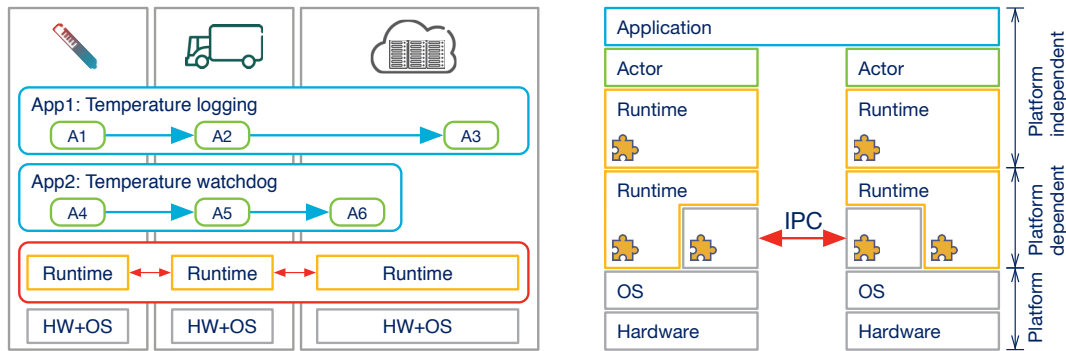 App1: Temperature logging
A1
A2
A3
App2: Temperature watchdog
A4
A5
A6
Runtime
Runtime
Runtime
HW+OS
HW+OS
HW+OS
Application
Actor
Actor
Runtime
Runtime
Runtime
Runtime
IPC
OS
OS
Hardware
Hardware
Platform
independent
Platform
dependent
Platform